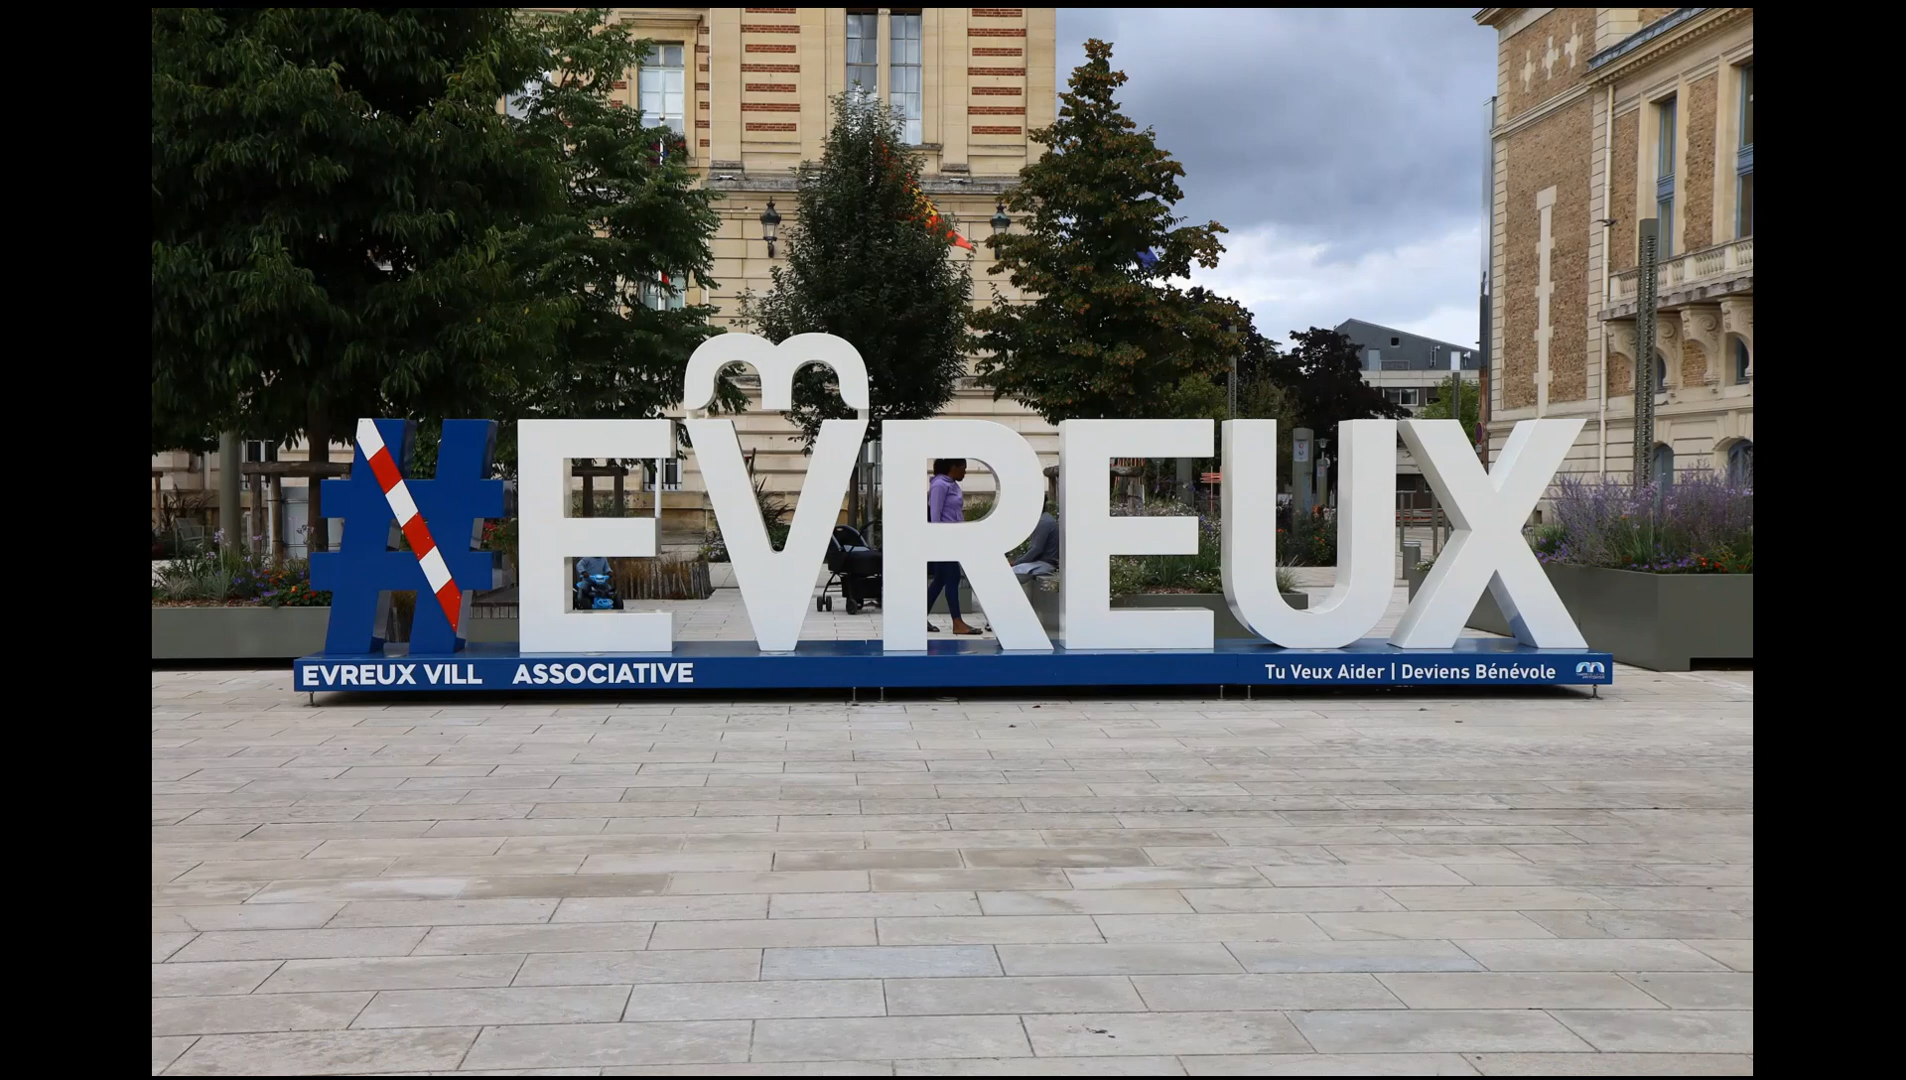 #EVREUX
EVREUX VILL ASSOCIATIVE
Tu Veux Aider | Deviens Bénévole